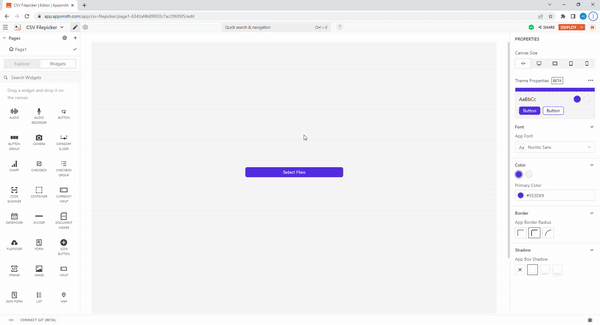 CSV Filepicker | Editor | Appsmith
app.appsmith.com/app/csv-filepicker/page1-
CSV Filepicker
Quick search & navigation
Ctrl + K
SHARE
DEPLOY
Pages
Page1
Explorer
Widgets
Search Widgets
Drag a widget and drop it on
the canvas
AUDIO
AUDIO
RECORDER
BUTTON
BUTTON
GROUP
CAMERA
CATEGORY
SLIDER
CHART
CHECKBOX
CHECKBOX
GROUP
CODE
SCANNER
CONTAINER
CURRENCY
INPUT
DATEPICKER
DIVIDER
DOCUMENT
VIEWER
FILEPICKER
FORM
ICON
BUTTON
IFRAME
IMAGE
INPUT
JSON FORM
LIST
MAP
Select Files
PROPERTIES
Canvas Size
Theme Properties
BETA
AaBbCc
Button
Button
Font
App Font
Aa
Nunito Sans
Color
Primary Color
#553DE9
Border
App Border Radius
Shadow
App Box Shadow
CONNECT GIT (BETA)